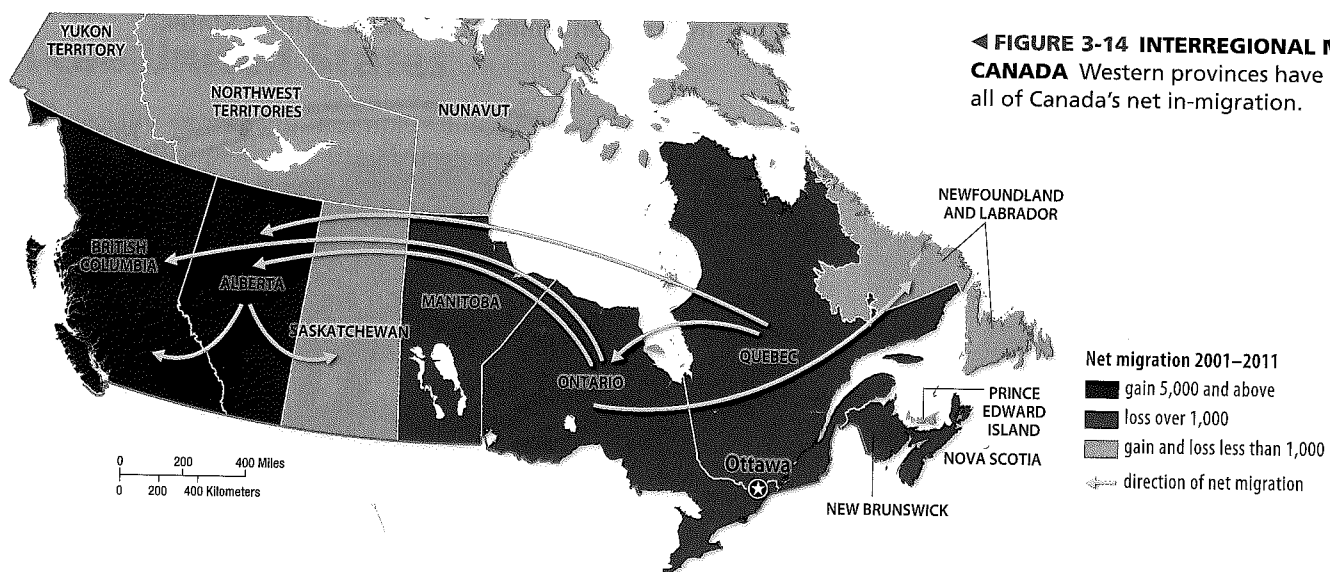 ◀ FIGURE 3-14 INTERREGIONAL
CANADA Western provinces have
all of Canada's net in-migration.
YUKON
TERRITORY
NORTHWEST
TERRITORIES
NUNAVUT
NEWFOUNDLAND
AND LABRADOR
BRITISH
COLUMBIA
ALBERTA
SASKATCHEWAN
MANITOBA
ONTARIO
QUEBEC
PRINCE
EDWARD
ISLAND
NOVA SCOTIA
NEW BRUNSWICK
Ottawa
0 200 400 Miles
0 200 400 Kilometers
Net migration 2001–2011
gain 5,000 and above
loss over 1,000
gain and loss less than 1,000
direction of net migration